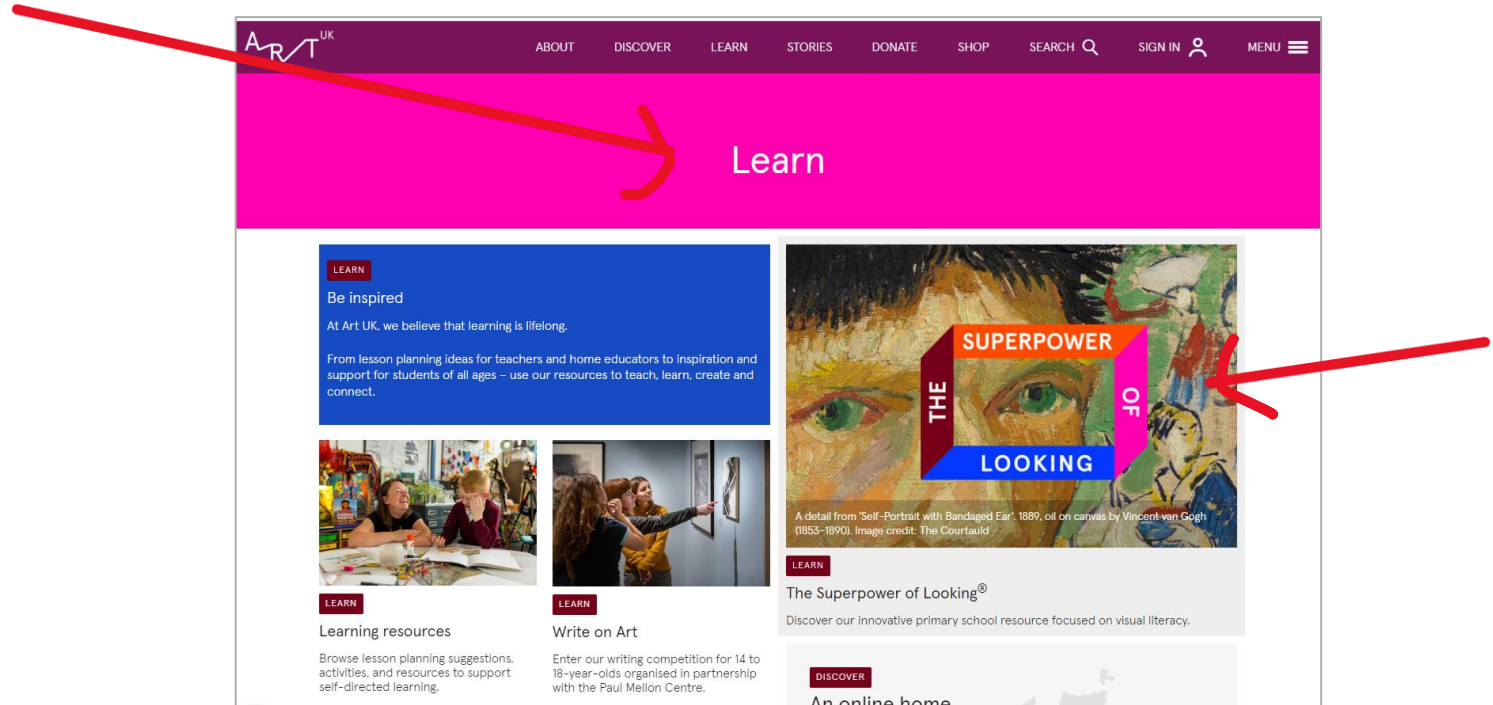 ART UK
ABOUT DISCOVER LEARN STORIES DONATE SHOP SEARCH SIGN IN MENU
Learn
LEARN
Be inspired
At Art UK, we believe that learning is lifelong.
From lesson planning ideas for teachers and home educators to inspiration and
support for students of all ages – use our resources to teach, learn, create and
connect.
LEARN
Learning resources
Browse lesson planning suggestions,
activities, and resources to support
self-directed learning.
LEARN
Write on Art
Enter our writing competition for 14 to
18-year-olds organised in partnership
with the Paul Mellon Centre.
THE
SUPERPOWER
OF
LOOKING
A detail from 'Self-Portrait with Bandaged Ear'. 1889, oil on canvas by Vincent van Gogh
(1853–1890). Image credit: The Courtauld
LEARN
The Superpower of Looking®
Discover our innovative primary school resource focused on visual literacy.
DISCOVER
An online home